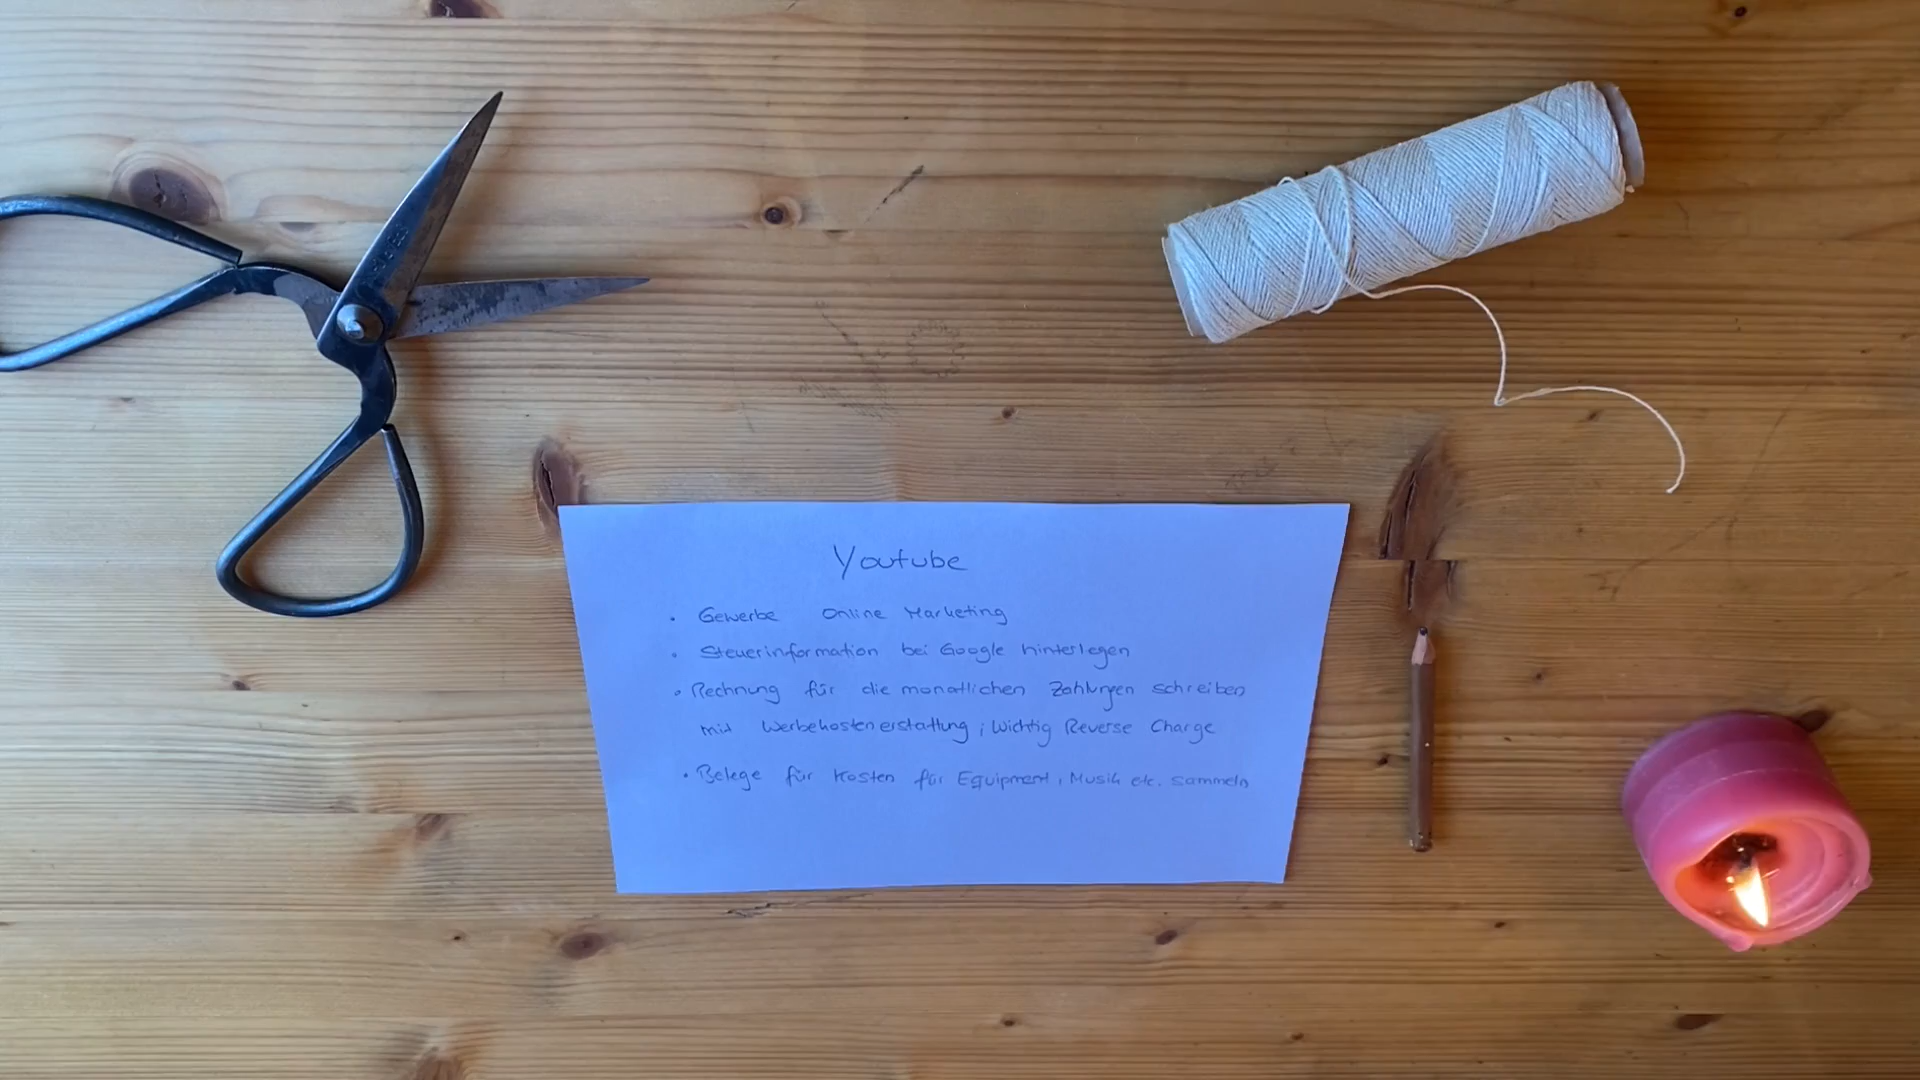 Youtube
• Gewerbe Online Marketing
• Steuerinformation bei Google hinterlegen
• Rechnung für die monatlichen Zahlungen schreiben
mit Werbekostenerstattung ; Wichtig Reverse Charge
• Belege für Kosten für Equipment, Musik etc. sammeln